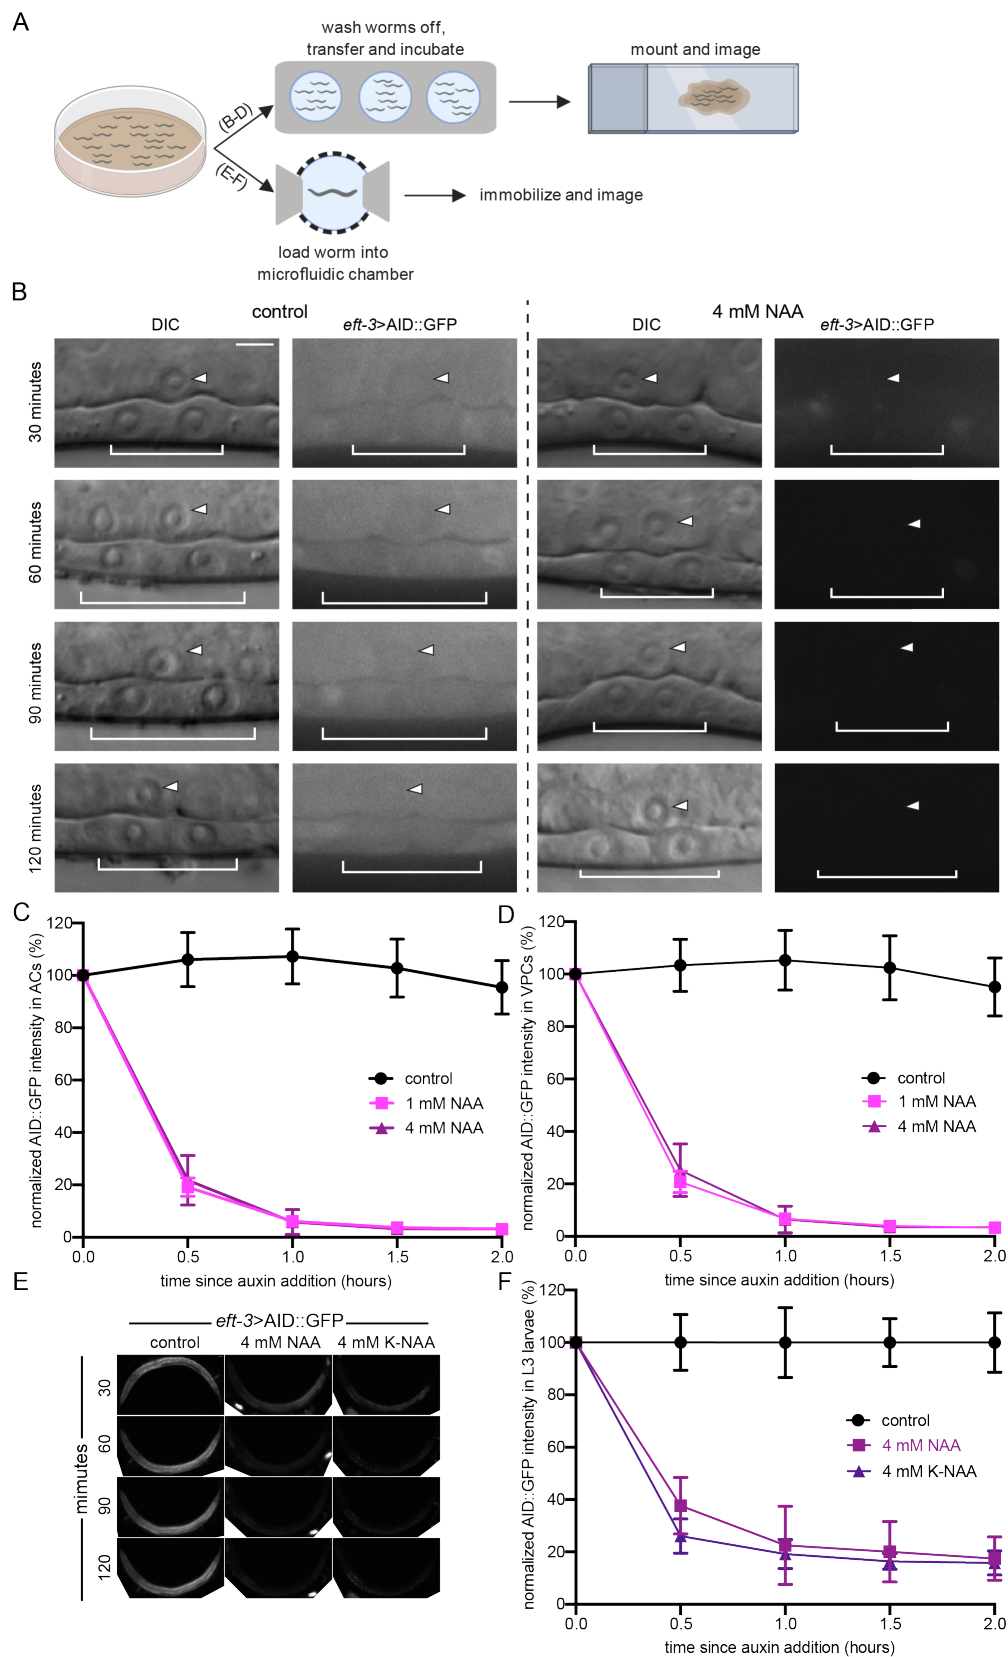 A
wash worms off,
transfer and incubate
mount and image
(B-D)
(E-F)
immobilize and image
load worm into
microfluidic chamber
B
control
4 mM NAA
DIC
eft-3>AID::GFP
DIC
eft-3>AID::GFP
30 minutes
60 minutes
90 minutes
120 minutes
C
normalized AID::GFP intensity in ACs (%)
120
100
80
60
40
20
0
0.0
0.5
1.0
1.5
2.0
time since auxin addition (hours)
control
1 mM NAA
4 mM NAA
D
normalized AID::GFP intensity in VPCs (%)
120
100
80
60
40
20
0
0.0
0.5
1.0
1.5
2.0
time since auxin addition (hours)
control
1 mM NAA
4 mM NAA
E
eft-3>AID::GFP
control
4 mM NAA
4 mM K-NAA
mimutes
30
60
90
120
F
normalized AID::GFP intensity in L3 larvae (%)
120
100
80
60
40
20
0
0.0
0.5
1.0
1.5
2.0
time since auxin addition (hours)
control
4 mM NAA
4 mM K-NAA